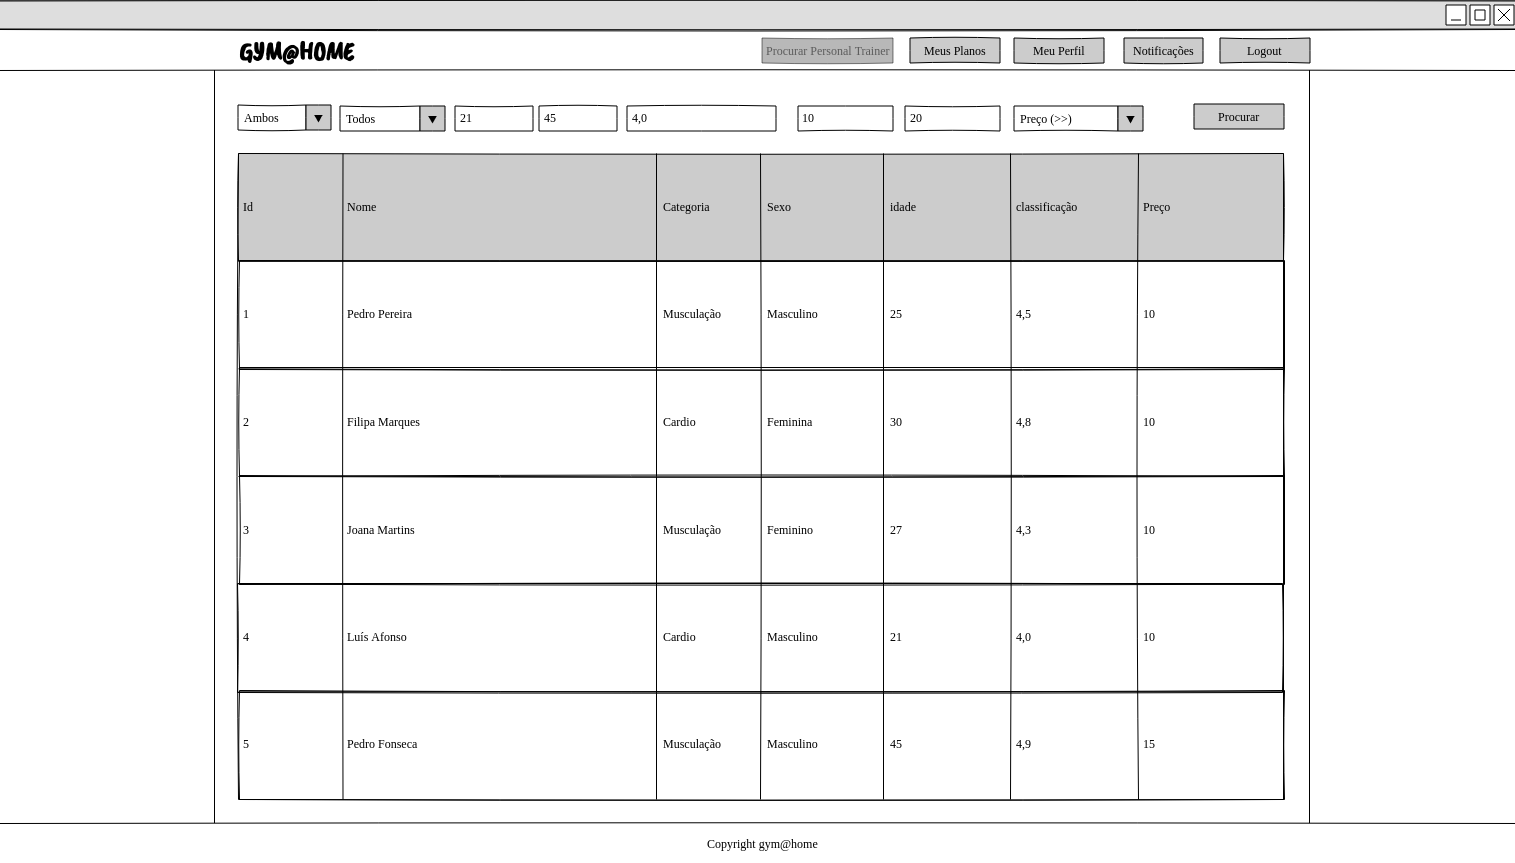 GYM@HOME Procurar Personal Trainer Meus Planos Meu Perfil Notificações Logout
Ambos Todos 21 45 4,0 10 20 Preço (>>) Procurar
Id Nome Categoria Sexo idade classificação Preço
1 Pedro Pereira Musculação Masculino 25 4,5 10
2 Filipa Marques Cardio Feminina 30 4,8 10
3 Joana Martins Musculação Feminino 27 4,3 10
4 Luís Afonso Cardio Masculino 21 4,0 10
5 Pedro Fonseca Musculação Masculino 45 4,9 15
Copyright gym@home